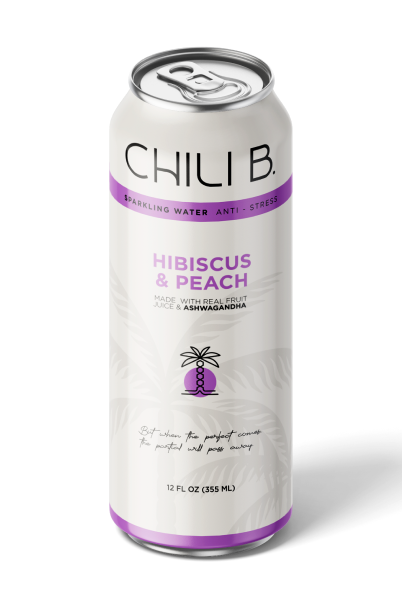 CHILI B.
SPARKLING WATER ANTI - STRESS
HIBISCUS
& PEACH
MADE WITH REAL FRUIT
JUICE & ASHWAGANDHA
But when the perfect comes
the partial will pass away
12 FL OZ (355 ML)